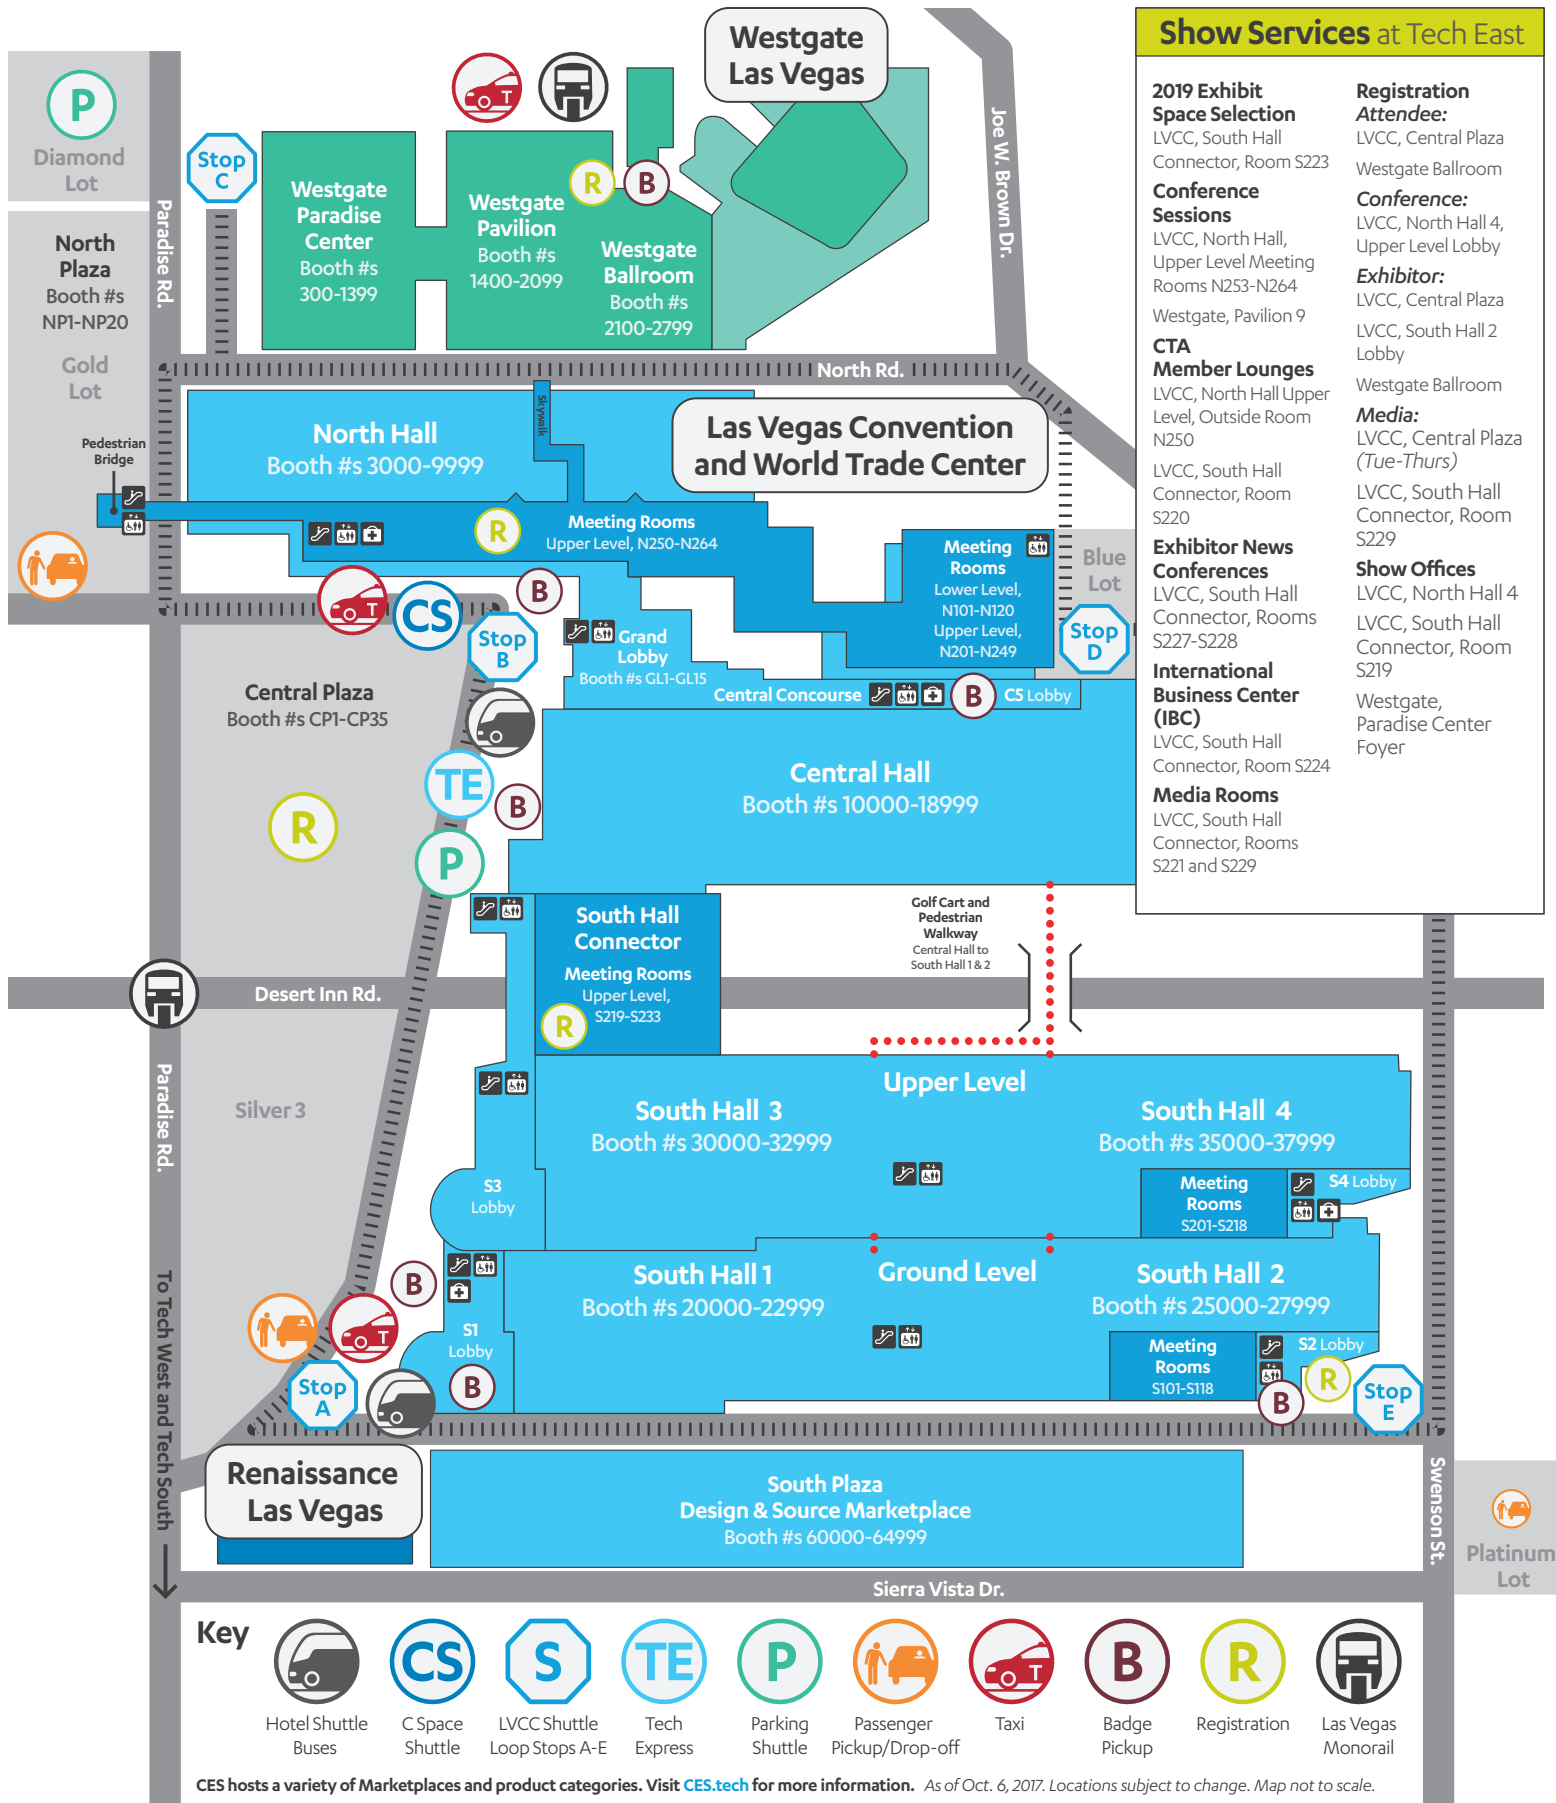 Westgate
Las Vegas
P
Diamond
Lot
Stop
C
T
Westgate
Paradise
Center
Booth #s
300-1399
Westgate
Pavilion
Booth #s
1400-2099
R
B
Westgate
Ballroom
Booth #s
2100-2799
Joe W. Brown Dr.
Paradise Rd.
North
Plaza
Booth #s
NP1-NP20
Gold
Lot
North Rd.
Pedestrian
Bridge
Skywalk
North Hall
Booth #s 3000-9999
Las Vegas Convention
and World Trade Center
R
Meeting Rooms
Upper Level, N250-N264
Meeting
Rooms
Lower Level,
N101-N120
Upper Level,
N201-N249
Blue
Lot
Stop
D
T
CS
B
Stop
B
Grand
Lobby
Booth #s GL1-GL15
Central Concourse
B
C5 Lobby
Central Plaza
Booth #s CP1-CP35
TE
B
R
P
Central Hall
Booth #s 10000-18999
South Hall
Connector
Meeting Rooms
Upper Level,
S219-S233
R
Golf Cart and
Pedestrian
Walkway
Central Hall to
South Hall 1 & 2
Desert Inn Rd.
Paradise Rd.
Silver 3
Upper Level
South Hall 3
Booth #s 30000-32999
South Hall 4
Booth #s 35000-37999
Meeting
Rooms
S201-S218
S4 Lobby
S3
Lobby
Ground Level
South Hall 1
Booth #s 20000-22999
South Hall 2
Booth #s 25000-27999
Meeting
Rooms
S101-S118
S2 Lobby
R
B
Stop
E
B
T
S1
Lobby
B
Stop
A
To Tech West and Tech South
Renaissance
Las Vegas
South Plaza
Design & Source Marketplace
Booth #s 60000-64999
Swenson St.
Platinum
Lot
Sierra Vista Dr.
Show Services at Tech East
2019 Exhibit
Space Selection
LVCC, South Hall
Connector, Room S223
Conference
Sessions
LVCC, North Hall,
Upper Level Meeting
Rooms N253-N264
Westgate, Pavilion 9
CTA
Member Lounges
LVCC, North Hall Upper
Level, Outside Room
N250
LVCC, South Hall
Connector, Room
S220
Exhibitor News
Conferences
LVCC, South Hall
Connector, Rooms
S227-S228
International
Business Center
(IBC)
LVCC, South Hall
Connector, Room S224
Media Rooms
LVCC, South Hall
Connector, Rooms
S221 and S229
Registration
Attendee:
LVCC, Central Plaza
Westgate Ballroom
Conference:
LVCC, North Hall 4,
Upper Level Lobby
Exhibitor:
LVCC, Central Plaza
LVCC, South Hall 2
Lobby
Westgate Ballroom
Media:
LVCC, Central Plaza
(Tue-Thurs)
LVCC, South Hall
Connector, Room
S229
Show Offices
LVCC, North Hall 4
LVCC, South Hall
Connector, Room
S219
Westgate,
Paradise Center
Foyer
Key
CS
S
TE
P
T
B
R
Hotel Shuttle
Buses
C Space
Shuttle
LVCC Shuttle
Loop Stops A-E
Tech
Express
Parking
Shuttle
Passenger
Pickup/Drop-off
Taxi
Badge
Pickup
Registration
Las Vegas
Monorail
CES hosts a variety of Marketplaces and product categories. Visit CES.tech for more information. As of Oct. 6, 2017. Locations subject to change. Map not to scale.